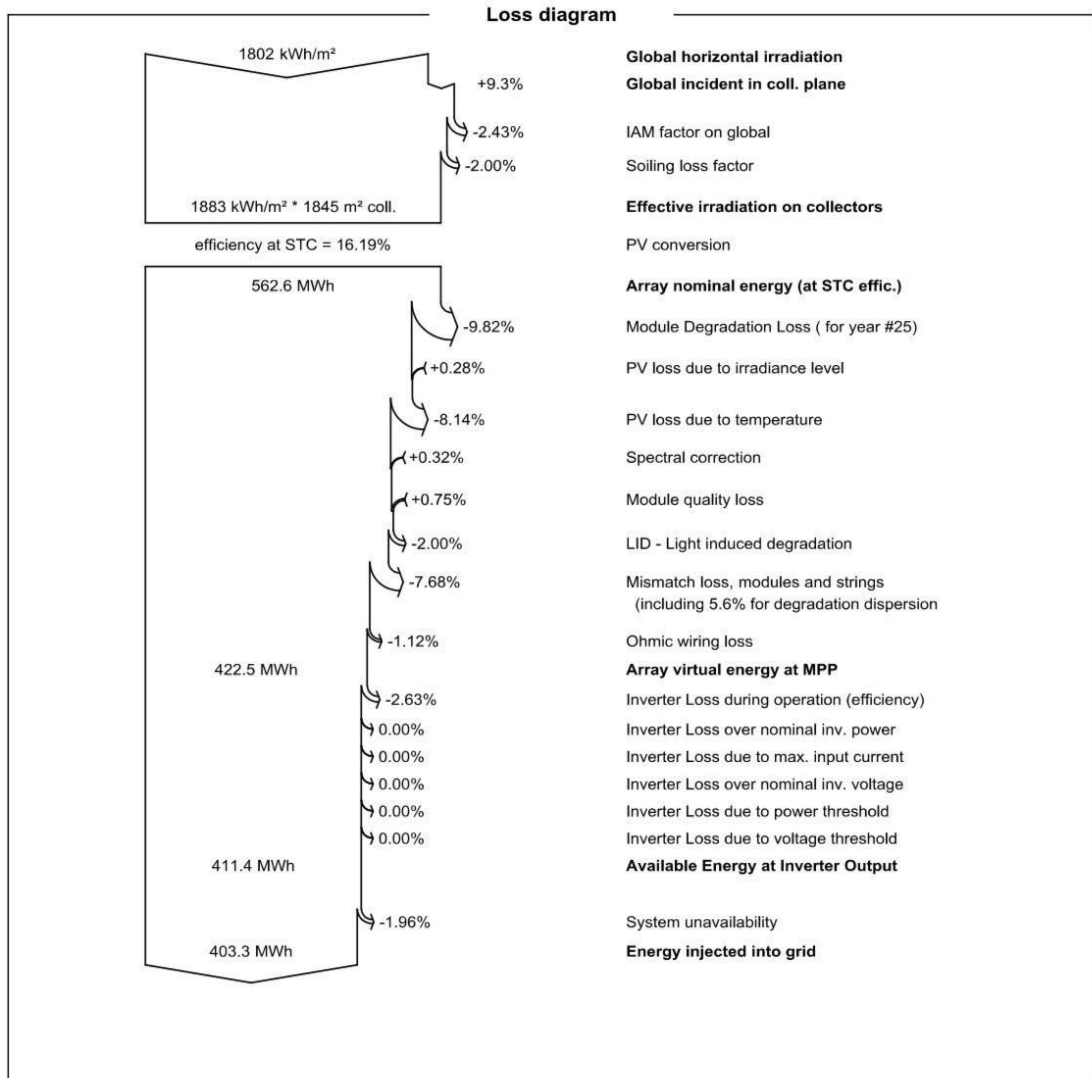 Loss diagram
1802 kWh/m² Global horizontal irradiation
+9.3% Global incident in coll. plane
-2.43% IAM factor on global
-2.00% Soiling loss factor
1883 kWh/m² * 1845 m² coll. Effective irradiation on collectors
efficiency at STC = 16.19% PV conversion
562.6 MWh Array nominal energy (at STC effic.)
-9.82% Module Degradation Loss ( for year #25)
+0.28% PV loss due to irradiance level
-8.14% PV loss due to temperature
+0.32% Spectral correction
+0.75% Module quality loss
-2.00% LID - Light induced degradation
-7.68% Mismatch loss, modules and strings
(including 5.6% for degradation dispersion
-1.12% Ohmic wiring loss
422.5 MWh Array virtual energy at MPP
-2.63% Inverter Loss during operation (efficiency)
0.00% Inverter Loss over nominal inv. power
0.00% Inverter Loss due to max. input current
0.00% Inverter Loss over nominal inv. voltage
0.00% Inverter Loss due to power threshold
0.00% Inverter Loss due to voltage threshold
411.4 MWh Available Energy at Inverter Output
-1.96% System unavailability
403.3 MWh Energy injected into grid